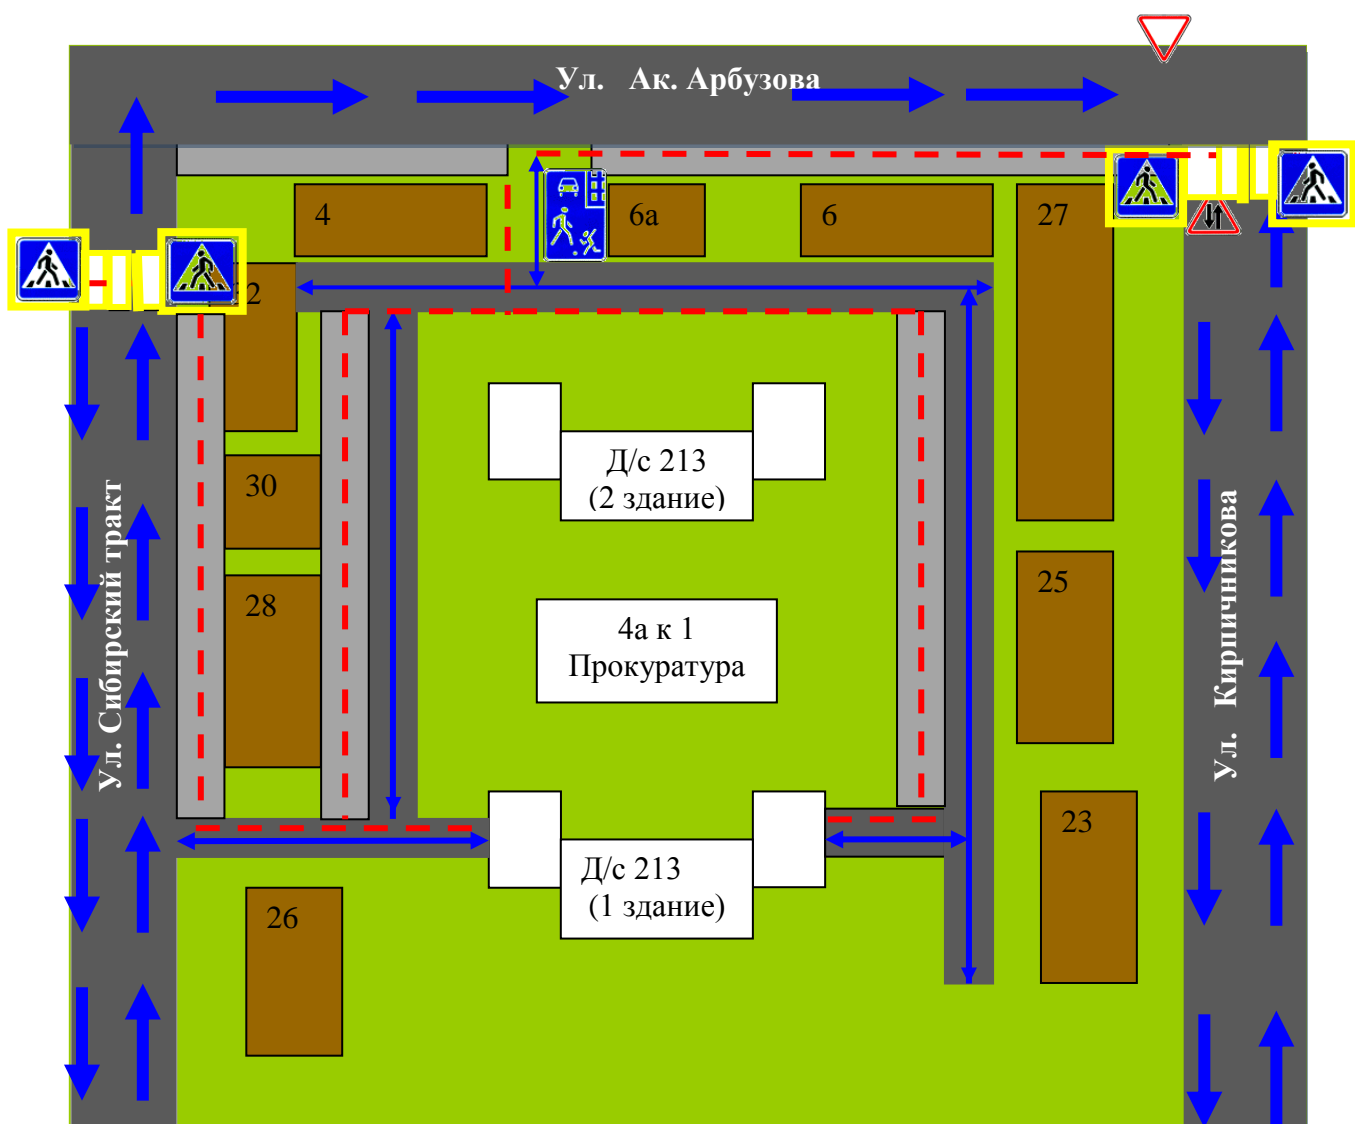 Ул. Ак. Арбузова
4
6а
6
27
2
30
28
26
25
23
Д/с 213
(2 здание)
4а к 1
Прокуратура
Д/с 213
(1 здание)
Ул. Сибирский тракт
Ул. Кирпичникова